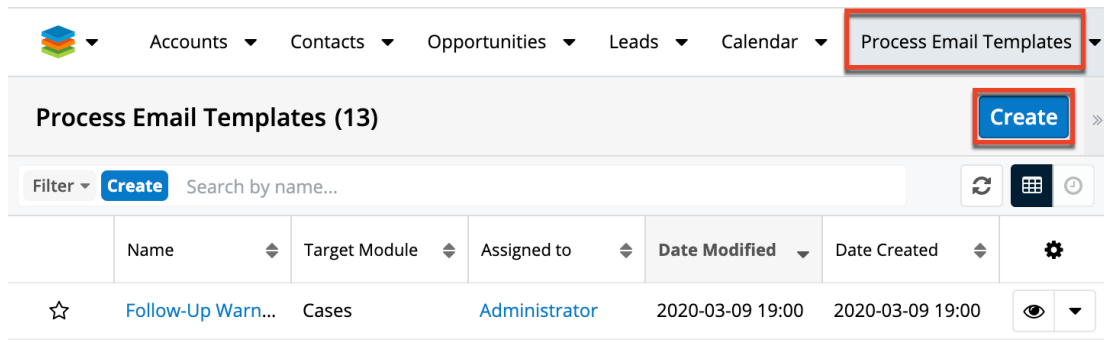 Accounts Contacts Opportunities Leads Calendar Process Email Templates
Process Email Templates (13) Create »
Filter Create Search by name...
Name Target Module Assigned to Date Modified Date Created
Follow-Up Warn... Cases Administrator 2020-03-09 19:00 2020-03-09 19:00